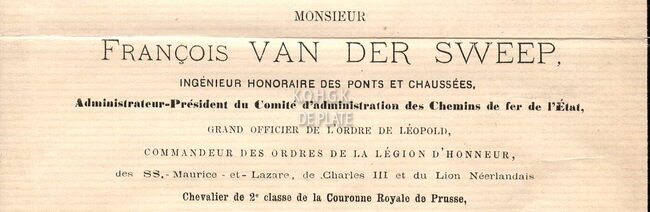 MONSIEUR
FRANÇOIS VAN DER SWEEP,
INGÉNIEUR HONORAIRE DES PONTS ET CHAUSSÉES,
Administrateur-Président du Comité d'administration des Chemins de fer de l'État,
GRAND OFFICIER DE L'ORDRE DE LÉOPOLD,
COMMANDEUR DES ORDRES DE LA LÉGION D'HONNEUR,
des SS.-Maurice-et-Lazare, de Charles III et du Lion Néerlandais
Chevalier de 2e classe de la Couronne Royale de Prusse,
KOHGK
DE PLATE